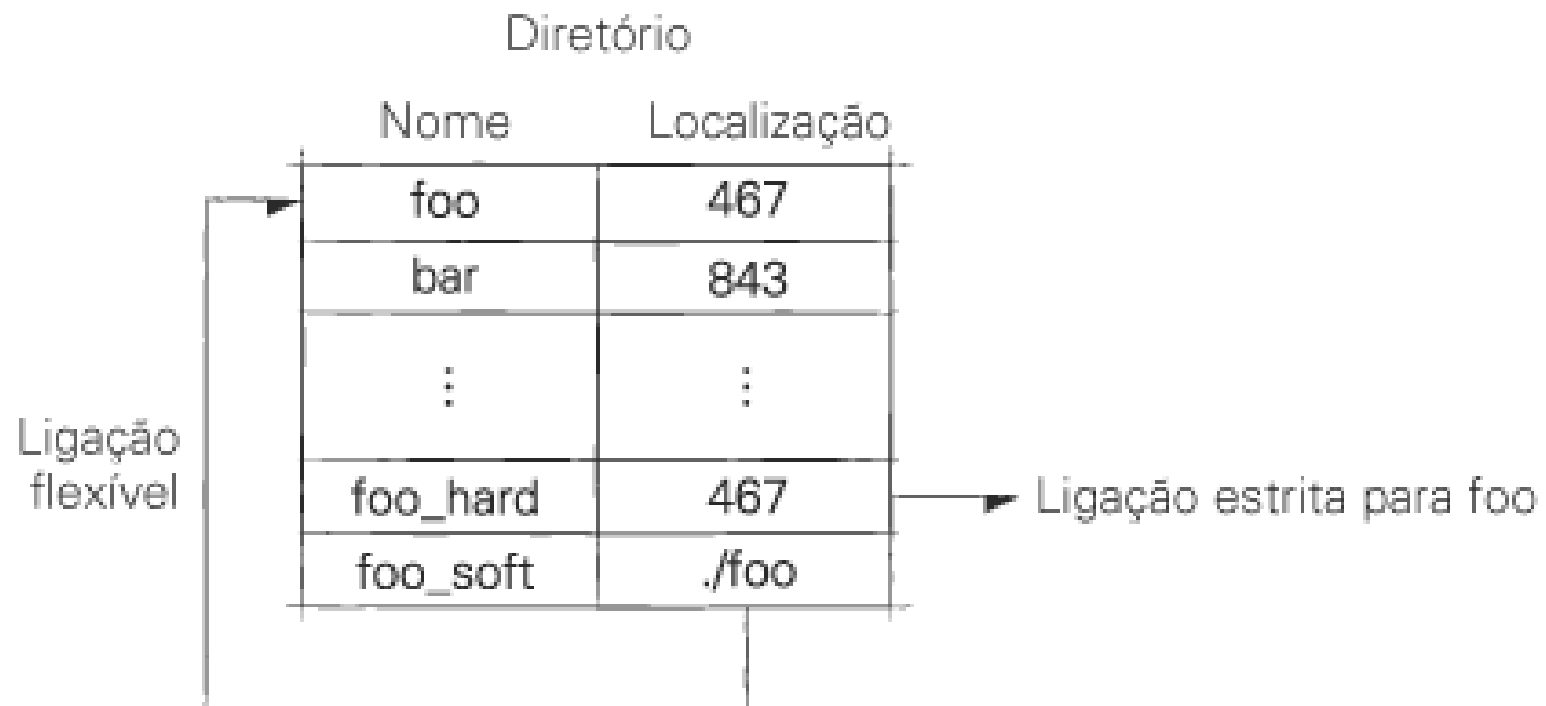 Diretório
Nome Localização
foo 467
bar 843
⋮ ⋮
Ligação
flexível
foo_hard 467
Ligação estrita para foo
foo_soft ./foo